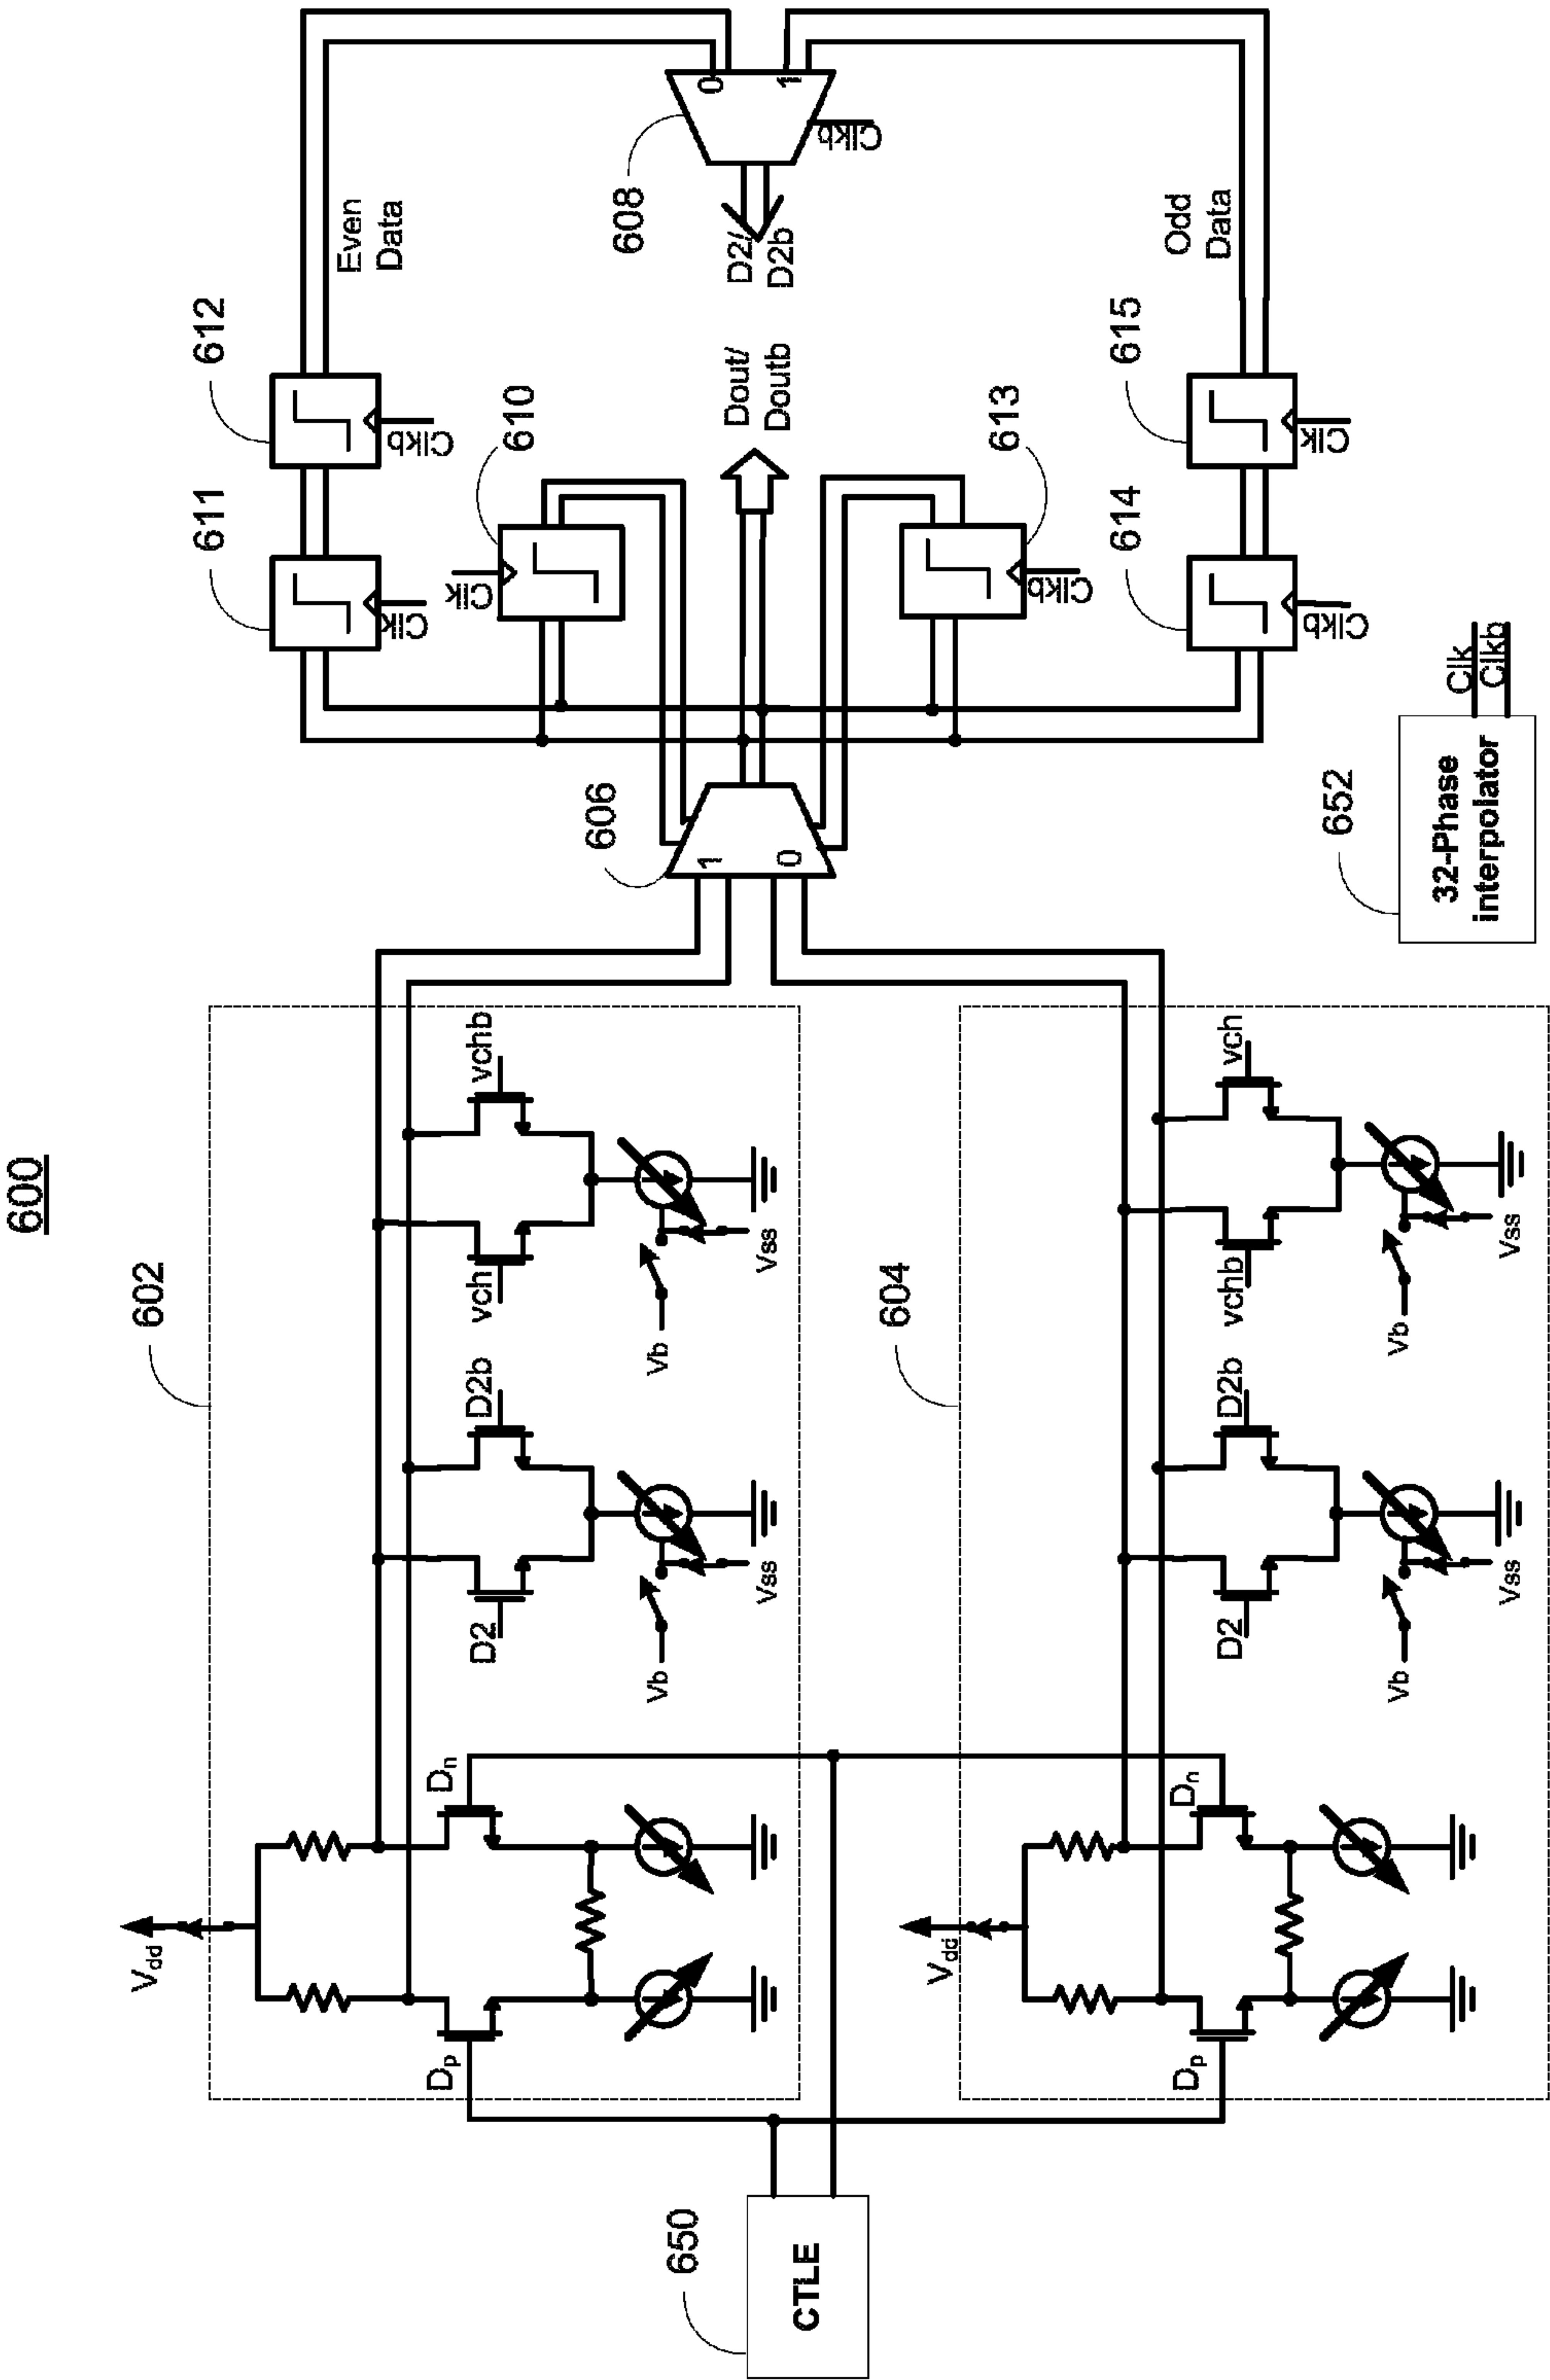 600
602
Vdd
Dp
Dn
D2
D2b
vch
vchb
Vb
Vss
Vb
Vss
604
Vdd
Dp
Dn
D2
D2b
vchb
vch
Vb
Vss
Vb
Vss
650
CTLE
606
1
0
611
Clk
612
Clkb
Even
Data
610
Clk
Dout/
Doutb
608
0
1
Clkb
D2/
D2b
613
Clkb
614
Clkb
615
Clk
Odd
Data
652
32-Phase
interpolator
Clk
Clkb